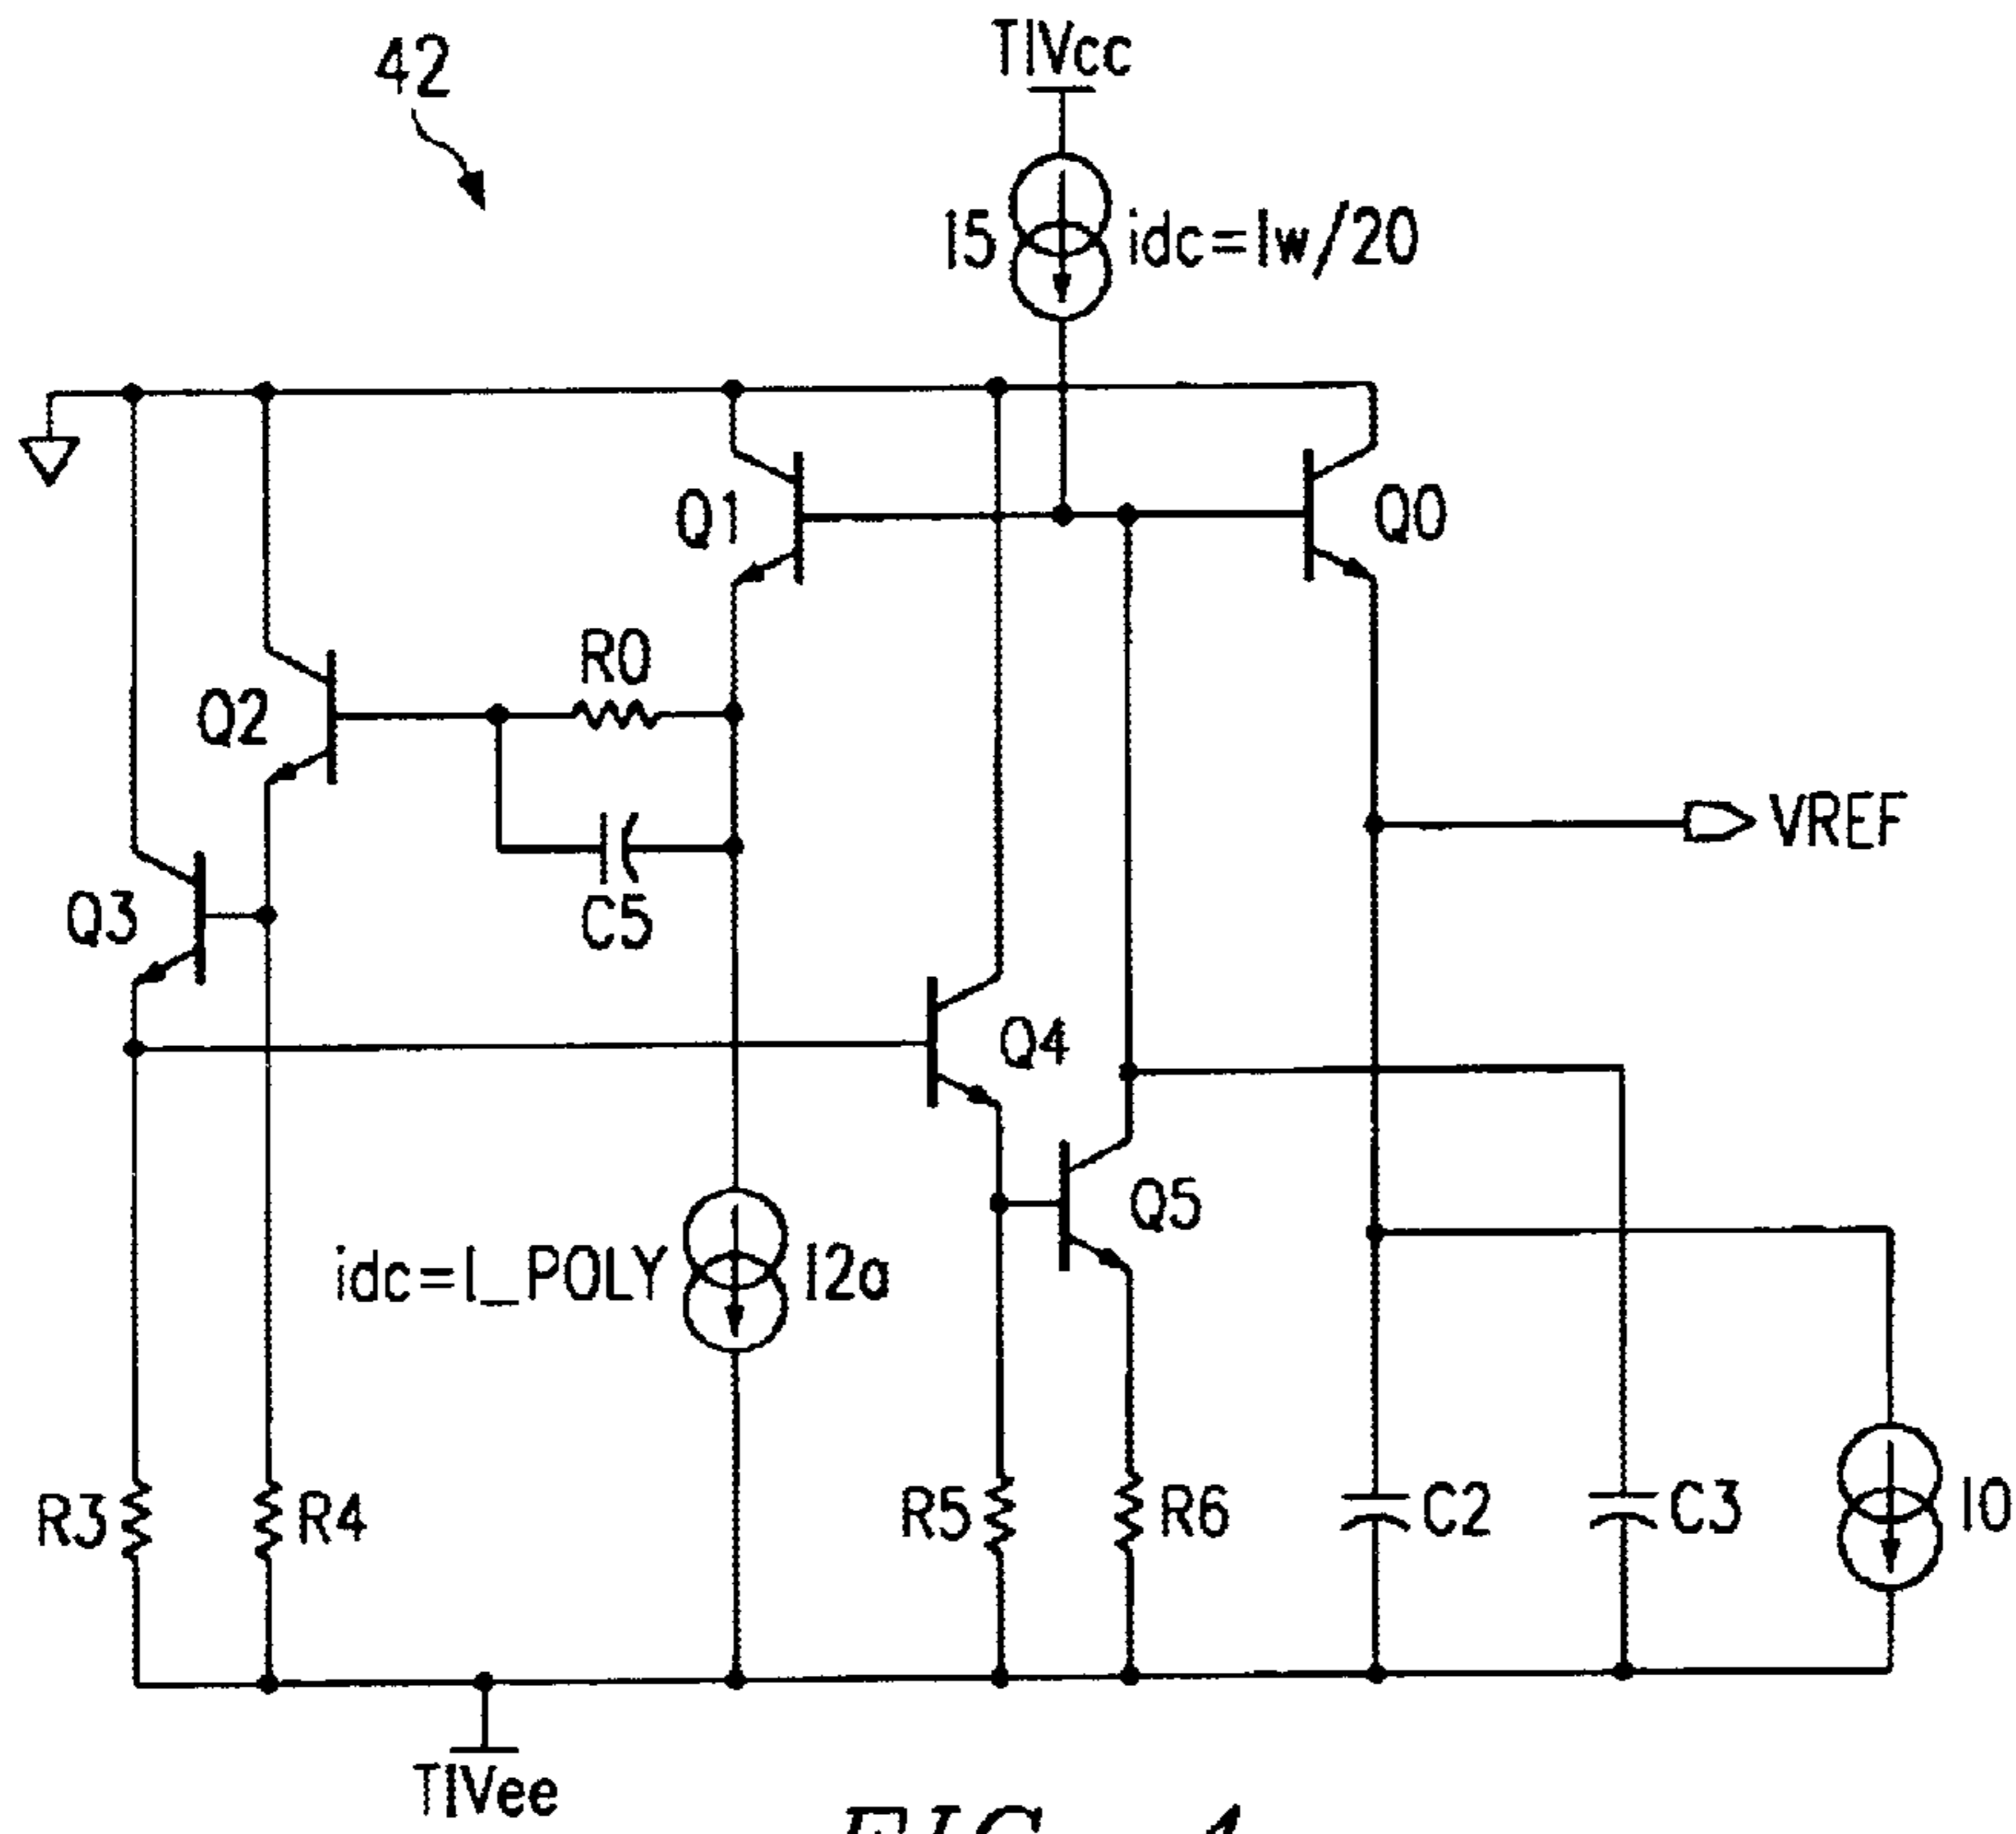 42
TIVcc
I5
idc=Iw/20
Q1
Q0
R0
Q2
VREF
Q3
C5
Q4
Q5
idc=I_POLY
I2a
R3
R4
R5
R6
C2
C3
I0
TIVee